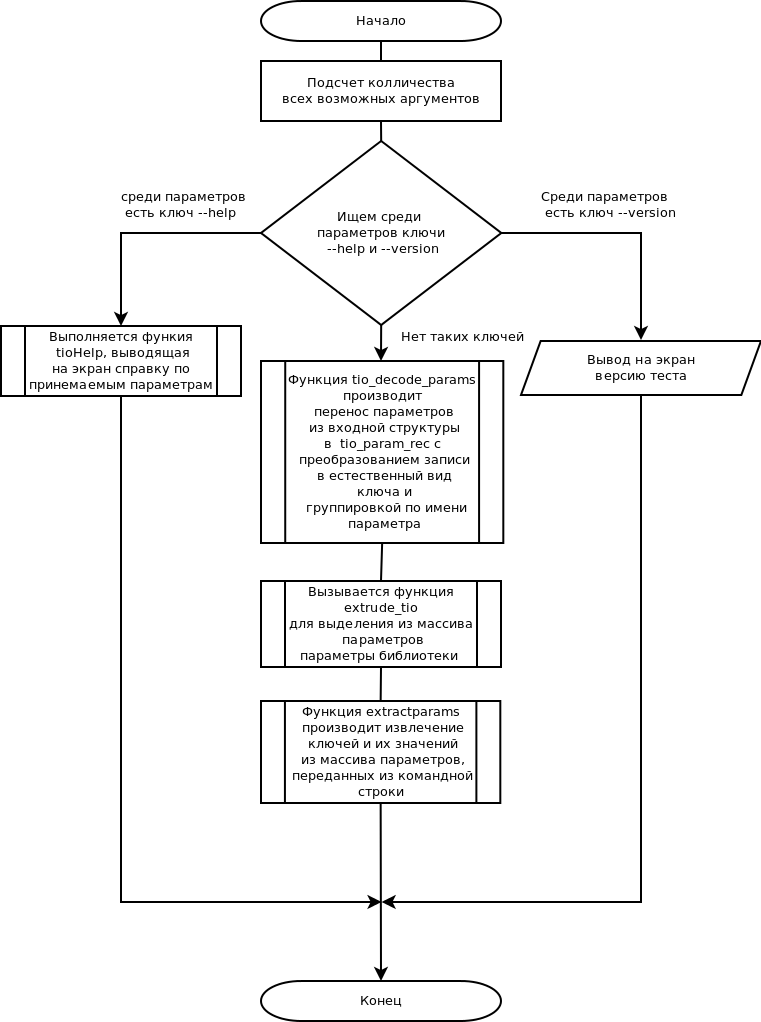 Начало
Подсчет колличества
всех возможных аргументов
среди параметров
есть ключ --help
Ищем среди
параметров ключи
--help и --version
Среди параметров
есть ключ --version
Выполняется функия
tioHelp, выводящая
на экран справку по
принемаемым параметрам
Нет таких ключей
Вывод на экран
версию теста
Функция tio_decode_params
производит
перенос параметров
из входной структуры
в tio_param_rec с
преобразованием записи
в естественный вид
ключа и
группировкой по имени
параметра
Вызывается функция
extrude_tio
для выделения из массива
параметров
параметры библиотеки
Функция extractparams
производит извлечение
ключей и их значений
из массива параметров,
переданных из командной
строки
Конец